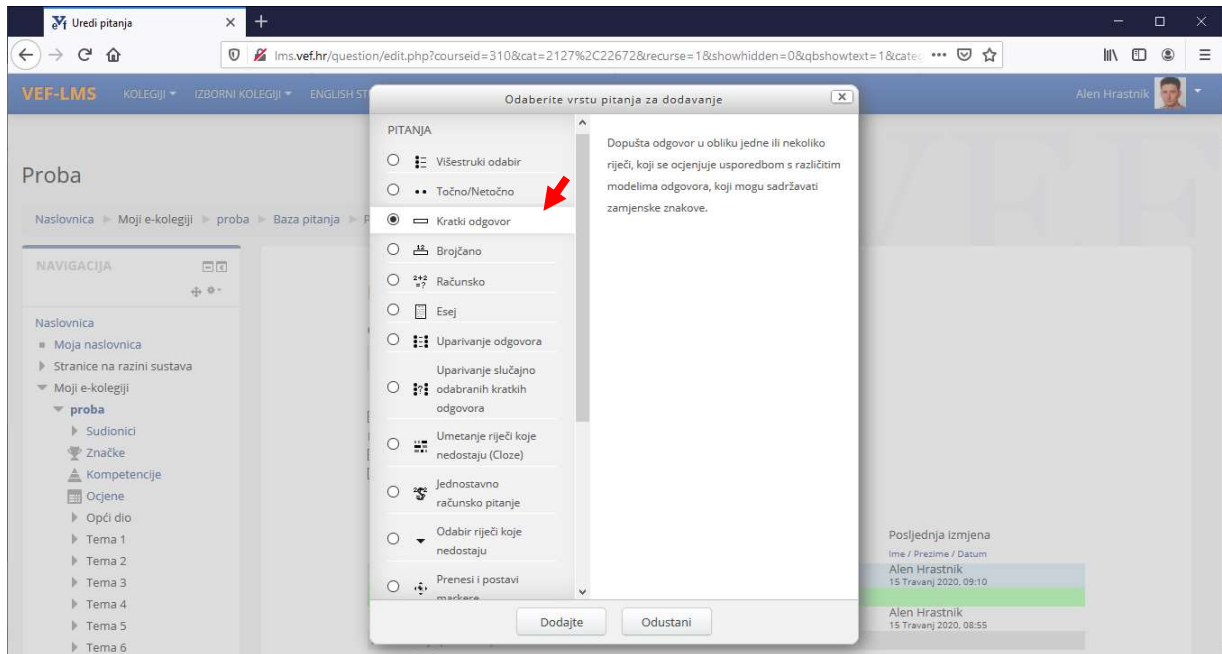 Uredi pitanja
lms.vef.hr/question/edit.php?courseid=310&cat=2127%2C22672&recurse=1&showhidden=0&qbshowtext=1&categ
VEF-LMS KOLEGIJI IZBORNI KOLEGIJI ENGLISH ST Alen Hrastnik
Odaberite vrstu pitanja za dodavanje
PITANJA
Višestruki odabir
Točno/Netočno
Kratki odgovor
Brojčano
Računsko
Esej
Uparivanje odgovora
Uparivanje slučajno
odabranih kratkih
odgovora
Umetanje riječi koje
nedostaju (Cloze)
Jednostavno
računsko pitanje
Odabir riječi koje
nedostaju
Prenesi i postavi
markere
Dopušta odgovor u obliku jedne ili nekoliko
riječi, koji se ocjenjuje usporedbom s različitim
modelima odgovora, koji mogu sadržavati
zamjenske znakove.
Dodajte Odustani
Proba
Naslovnica Moji e-kolegiji proba Baza pitanja P
NAVIGACIJA
Naslovnica
Moja naslovnica
Stranice na razini sustava
Moji e-kolegiji
proba
Sudionici
Značke
Kompetencije
Ocjene
Opći dio
Tema 1
Tema 2
Tema 3
Tema 4
Tema 5
Tema 6
Posljednja izmjena
Ime / Prezime / Datum
Alen Hrastnik
15 Travanj 2020, 09:10
Alen Hrastnik
15 Travanj 2020, 08:55